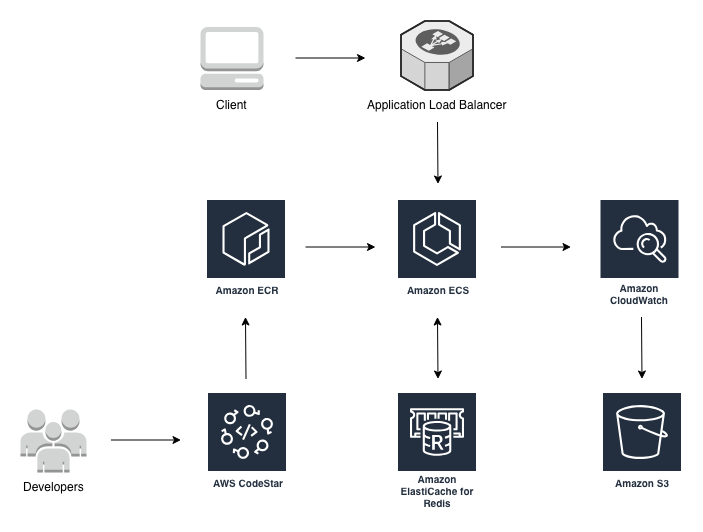 Client
Application Load Balancer
Amazon ECR
Amazon ECS
Amazon
CloudWatch
Developers
</>
AWS CodeStar
R
Amazon
ElastiCache for
Redis
Amazon S3